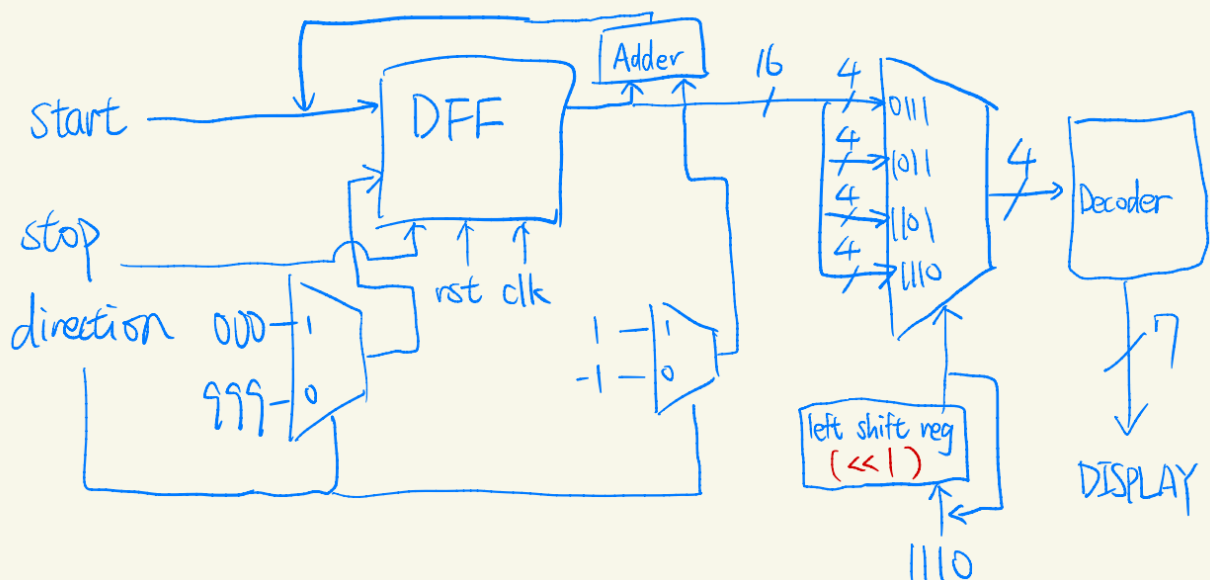 Adder
16
4
start
DFF
0111
4
1011
4
Decoder
4
1101
stop
4
1110
rst clk
direction
000
1
1
1
7
999
0
-1
0
left shift reg
(<<1)
DISPLAY
1110